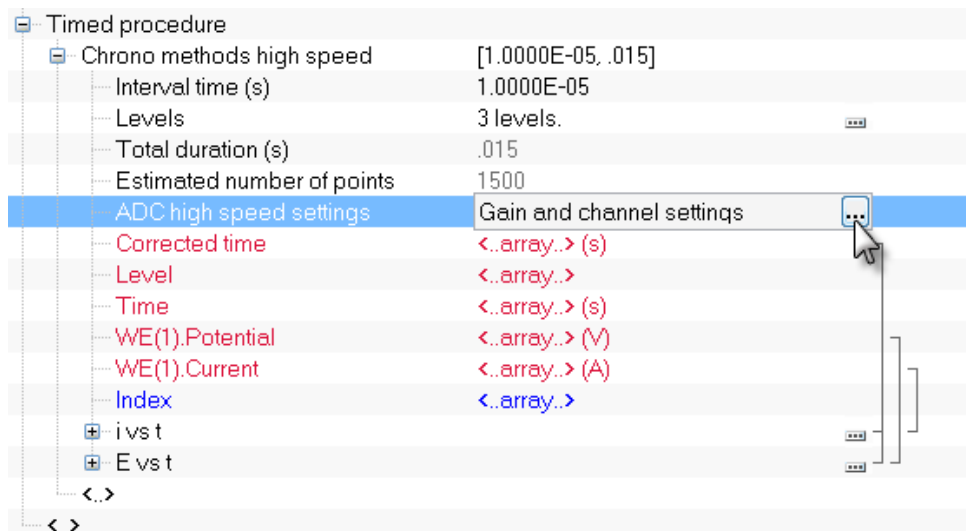 Timed procedure
Chrono methods high speed [1.0000E-05, .015]
Interval time (s) 1.0000E-05
Levels 3 levels. ...
Total duration (s) .015
Estimated number of points 1500
ADC high speed settings Gain and channel settings ...
Corrected time <..array..> (s)
Level <..array..>
Time <..array..> (s)
WE(1).Potential <..array..> (V)
WE(1).Current <..array..> (A)
Index <..array..>
i vs t ...
E vs t ...
<..>
<..>